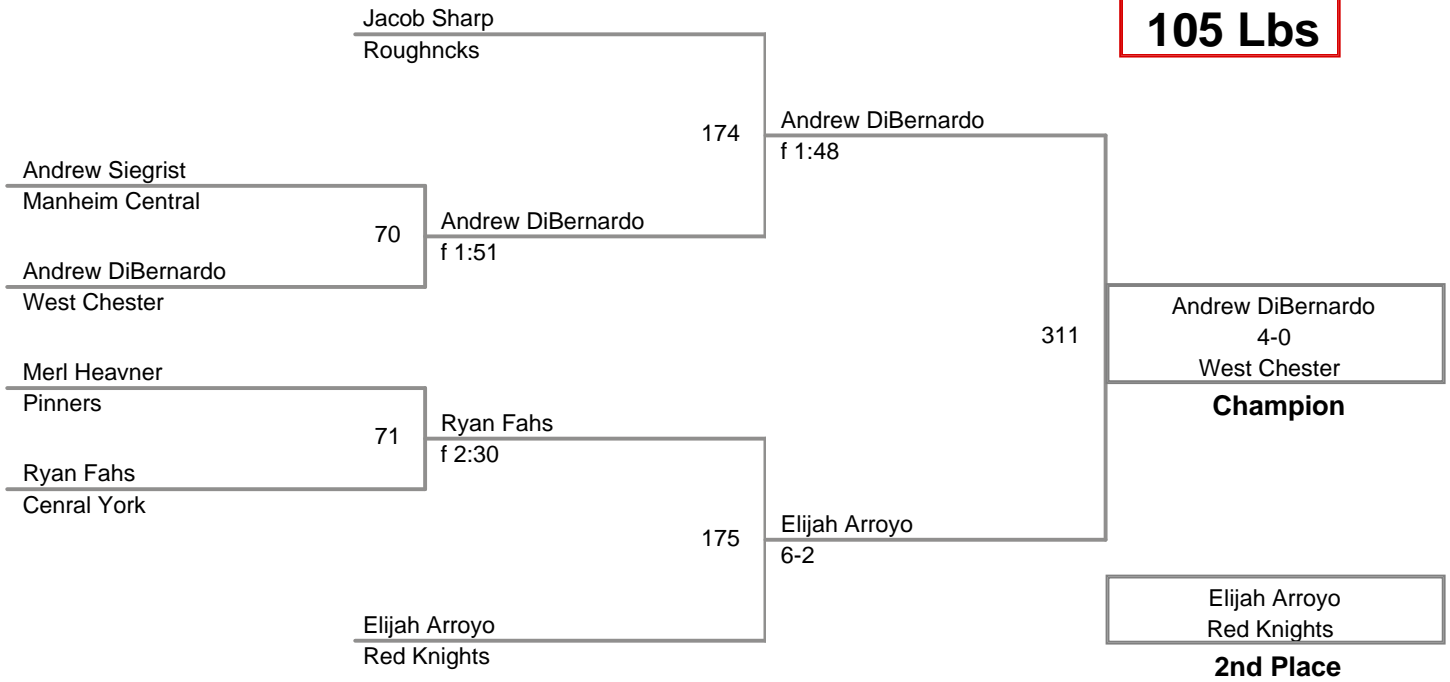 Jacob Sharp
Roughncks
105 Lbs
174
Andrew DiBernardo
f 1:48
Andrew Siegrist
Manheim Central
70
Andrew DiBernardo
f 1:51
Andrew DiBernardo
West Chester
311
Andrew DiBernardo
4-0
West Chester
Champion
Merl Heavner
Pinners
71
Ryan Fahs
f 2:30
Ryan Fahs
Cenral York
175
Elijah Arroyo
6-2
Elijah Arroyo
Red Knights
Elijah Arroyo
Red Knights
2nd Place